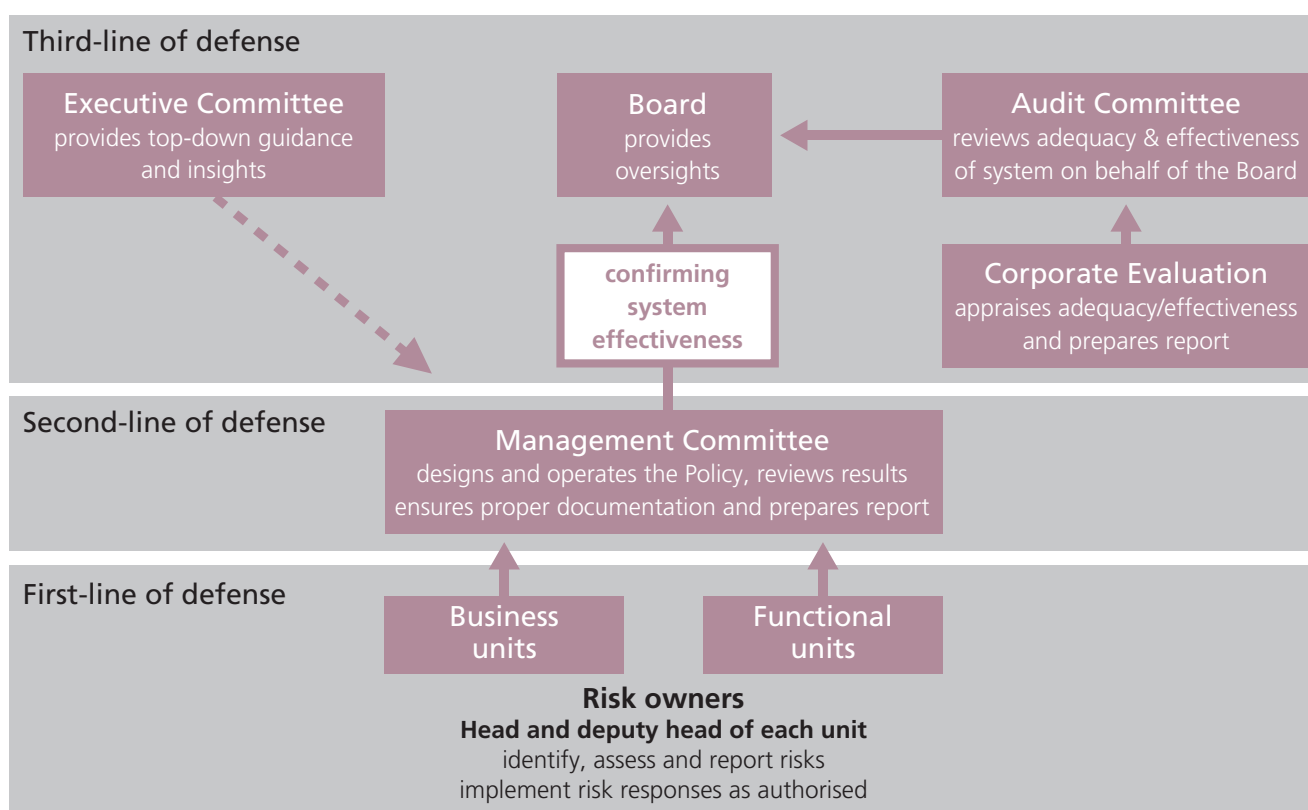 Third-line of defense
Executive Committee
provides top-down guidance
and insights
Board
provides
oversights
Audit Committee
reviews adequacy & effectiveness
of system on behalf of the Board
confirming
system
effectiveness
Corporate Evaluation
appraises adequacy/effectiveness
and prepares report
Second-line of defense
Management Committee
designs and operates the Policy, reviews results
ensures proper documentation and prepares report
First-line of defense
Business
units
Functional
units
Risk owners
Head and deputy head of each unit
identify, assess and report risks
implement risk responses as authorised